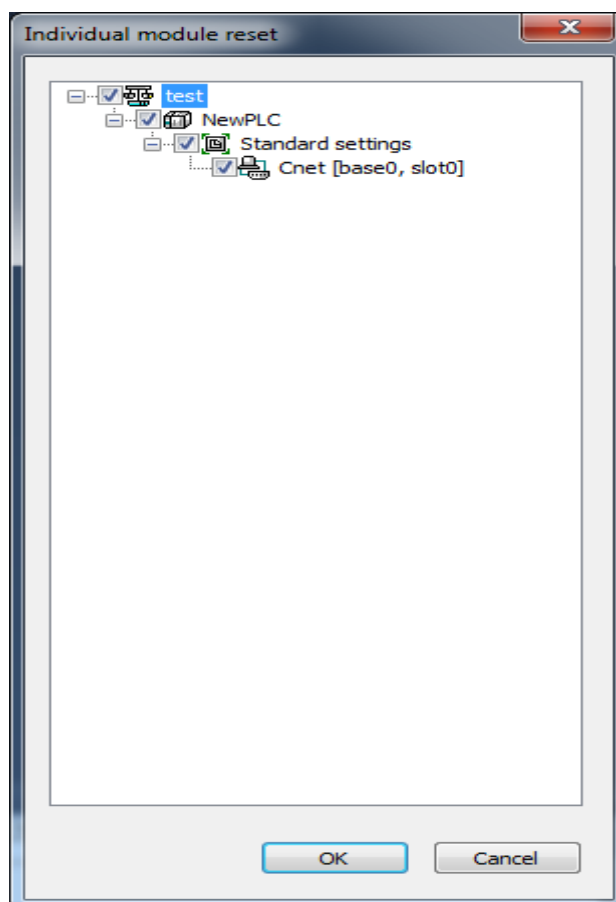 Individual module reset
test
NewPLC
Standard settings
Cnet [base0, slot0]
OK Cancel